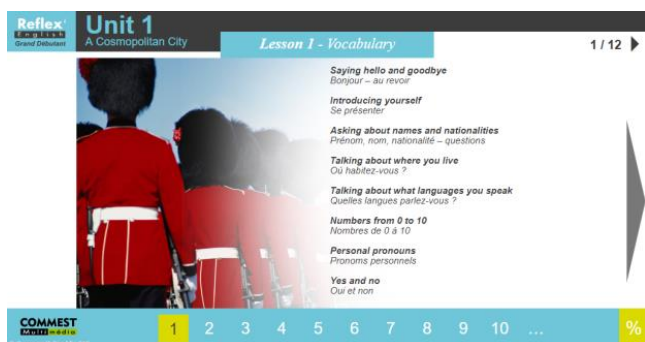 Reflex'
English
Grand Débutant
Unit 1
A Cosmopolitan City
Lesson 1 - Vocabulary
1 / 12
Saying hello and goodbye
Bonjour – au revoir
Introducing yourself
Se présenter
Asking about names and nationalities
Prénom, nom, nationalité – questions
Talking about where you live
Où habitez-vous ?
Talking about what languages you speak
Quelles langues parlez-vous ?
Numbers from 0 to 10
Nombres de 0 à 10
Personal pronouns
Pronoms personnels
Yes and no
Oui et non
COMMEST
Multimédia
1 2 3 4 5 6 7 8 9 10 ... %